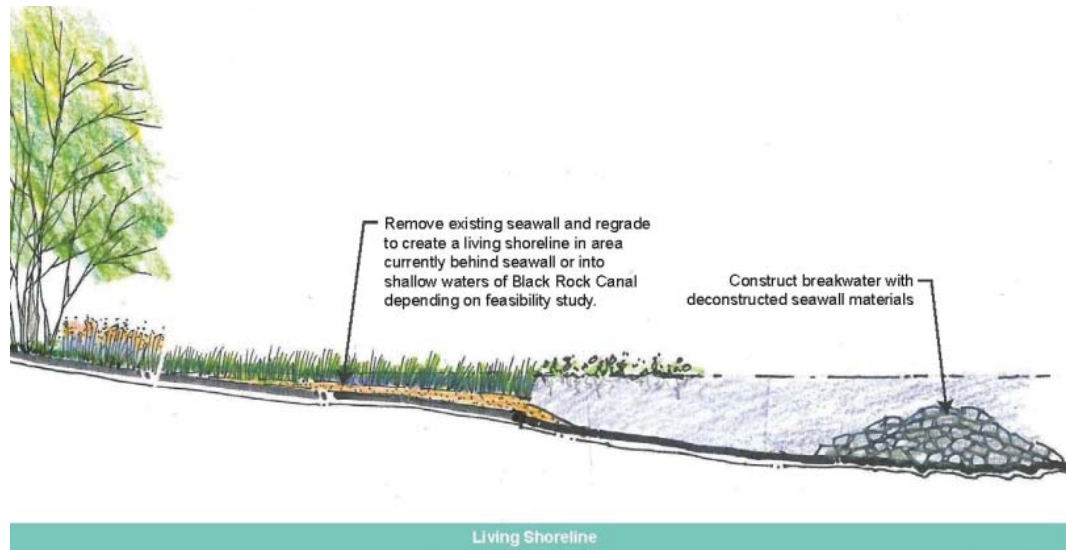 Remove existing seawall and regrade
to create a living shoreline in area
currently behind seawall or into
shallow waters of Black Rock Canal
depending on feasibility study.
Construct breakwater with
deconstructed seawall materials
Living Shoreline